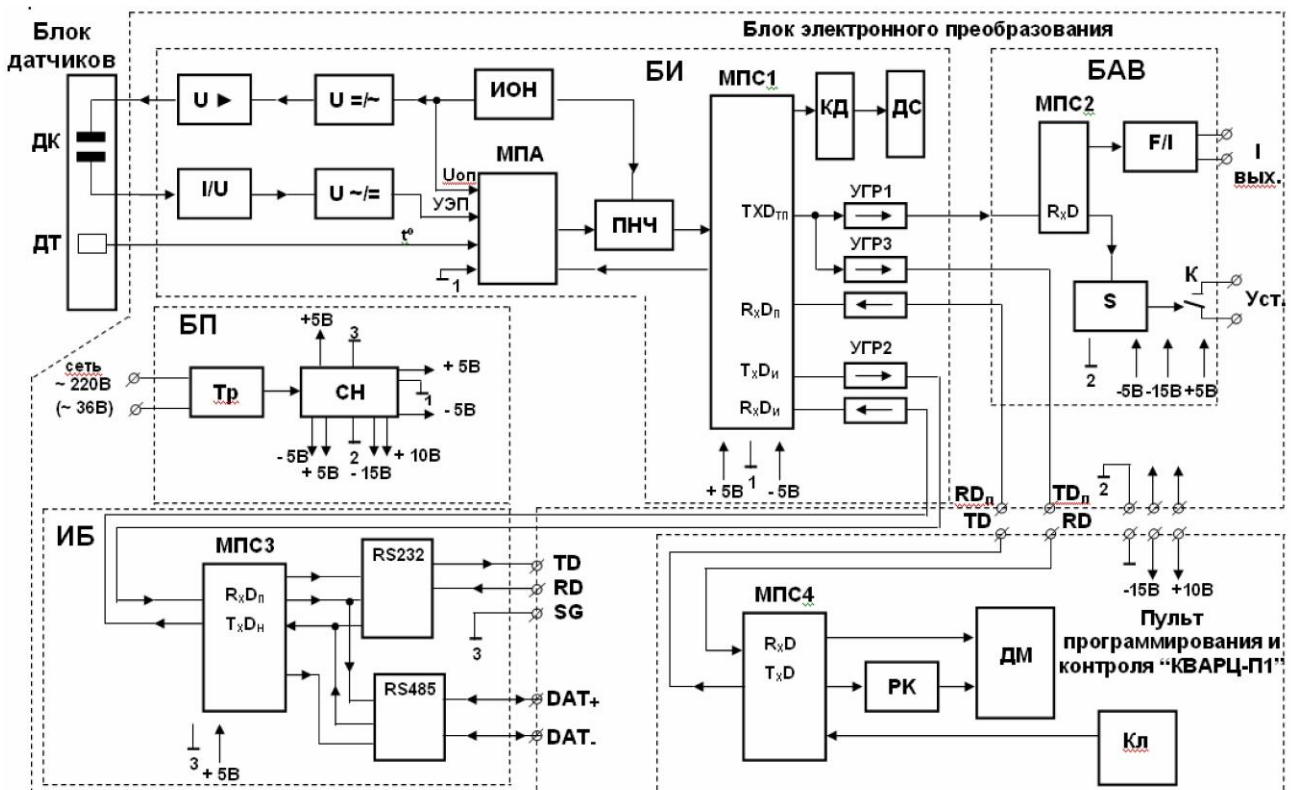 Блок электронного преобразования
Блок
датчиков
БИ
МПС1
БАВ
U ►
U =/~
ИОН
КД
ДС
МПС2
F/I
ДК
МПА
I
вых.
I/U
U ~/=
Uоп
УЭП
ПНЧ
TXDтп
УГР1
RxD
ДТ
t°
УГР3
1
К
S
Уст.
БП
RxDп
+5В
3
УГР2
сеть
~ 220В
(~ 36В)
Тр
СН
+ 5В
1
- 5В
TxDи
RxDи
2
-5В
-15В
+5В
- 5В
+ 5В
2
- 15В
+ 10В
+ 5В
1
- 5В
RDп
TDп
2
TD
RD
ИБ
МПС3
RS232
TD
RD
SG
3
RxDп
TxDн
-15В
+10В
МПС4
Пульт
программирования и
контроля “КВАРЦ-П1”
RxD
TxD
ДМ
РК
RS485
DAT+
DAT-
3
+ 5В
Кл